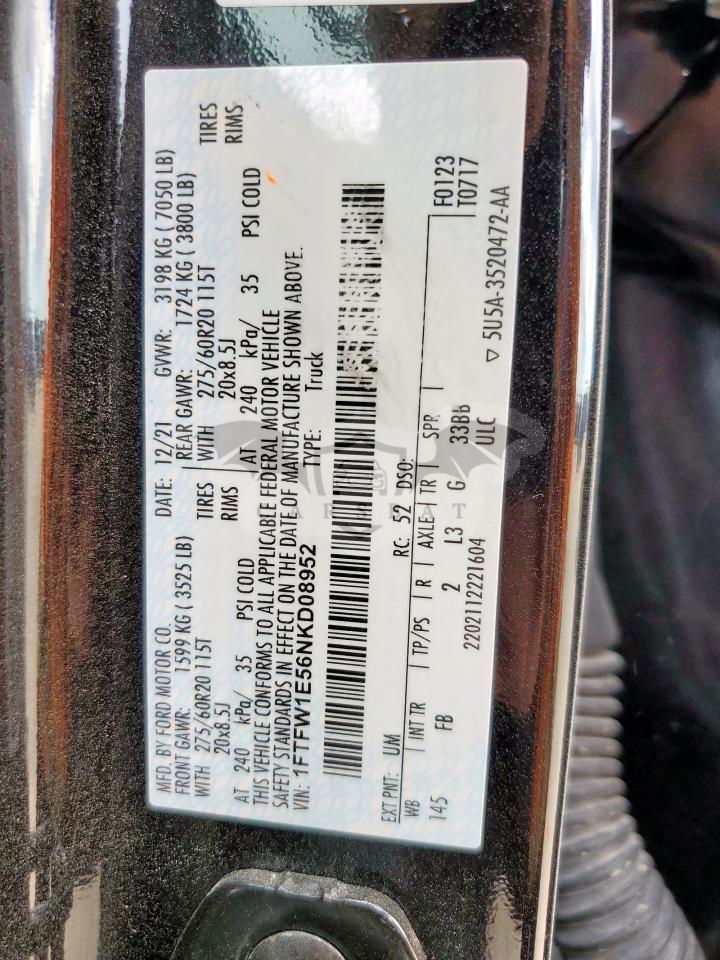 MFD. BY FORD MOTOR CO. DATE: 12/21 GVWR: 3198 KG ( 7050 LB)
FRONT GAWR: 1599 KG ( 3525 LB) REAR GAWR: 1724 KG ( 3800 LB)
WITH 275/60R20 115T TIRES WITH 275/60R20 115T TIRES
20x8.5J RIMS 20x8.5J RIMS
AT 240 kPa/ 35 PSI COLD AT 240 kPa/ 35 PSI COLD
THIS VEHICLE CONFORMS TO ALL APPLICABLE FEDERAL MOTOR VEHICLE
SAFETY STANDARDS IN EFFECT ON THE DATE OF MANUFACTURE SHOWN ABOVE.
VIN: 1FTFW1E56NKD08952 TYPE: Truck
EXT PNT: UM RC: 52 DSO: F0123
WB INT TR TP/PS R AXLE TR SPR T0717
145 FB 2 L3 G 33B6
2202112221604 ULC ▽ 5U5A-3520472-AA
CARSFAT